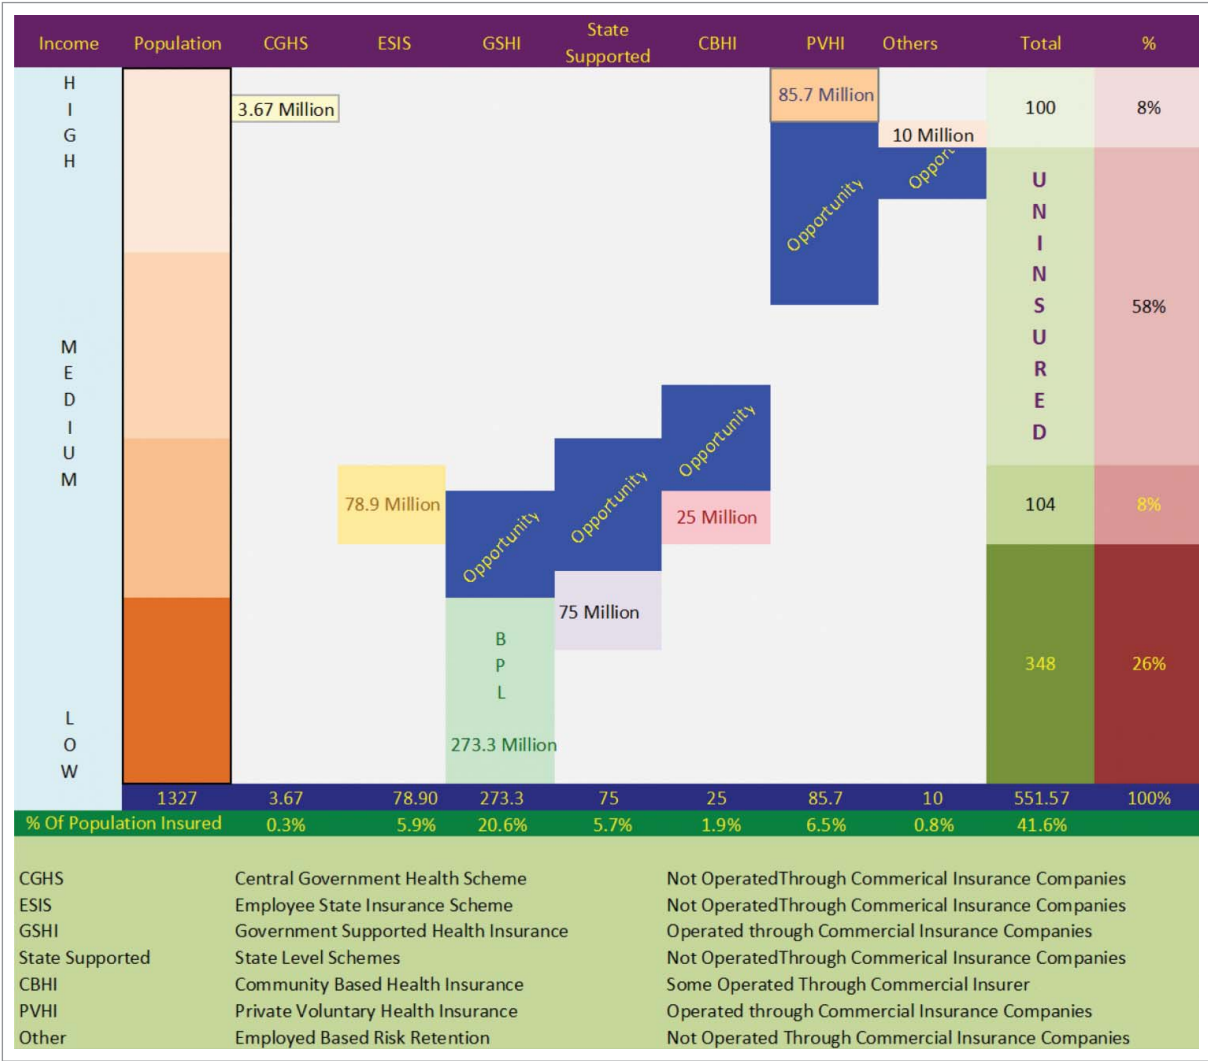 Income Population CGHS ESIS GSHI State Supported CBHI PVHI Others Total %
HIGH
3.67 Million
85.7 Million
100
8%
10 Million
Opportunity
Opport
UNINSURED
58%
MEDIUM
Opportunity
Opportunity
Opportunity
78.9 Million
25 Million
104
8%
75 Million
BPL
273.3 Million
348
26%
LOW
1327 3.67 78.90 273.3 75 25 85.7 10 551.57 100%
% Of Population Insured 0.3% 5.9% 20.6% 5.7% 1.9% 6.5% 0.8% 41.6%
CGHS Central Government Health Scheme Not OperatedThrough Commerical Insurance Companies
ESIS Employee State Insurance Scheme Not OperatedThrough Commerical Insurance Companies
GSHI Government Supported Health Insurance Operated through Commercial Insurance Companies
State Supported State Level Schemes Not OperatedThrough Commerical Insurance Companies
CBHI Community Based Health Insurance Some Operated Through Commercial Insurer
PVHI Private Voluntary Health Insurance Operated through Commercial Insurance Companies
Other Employed Based Risk Retention Not Operated Through Commercial Insurance Companies